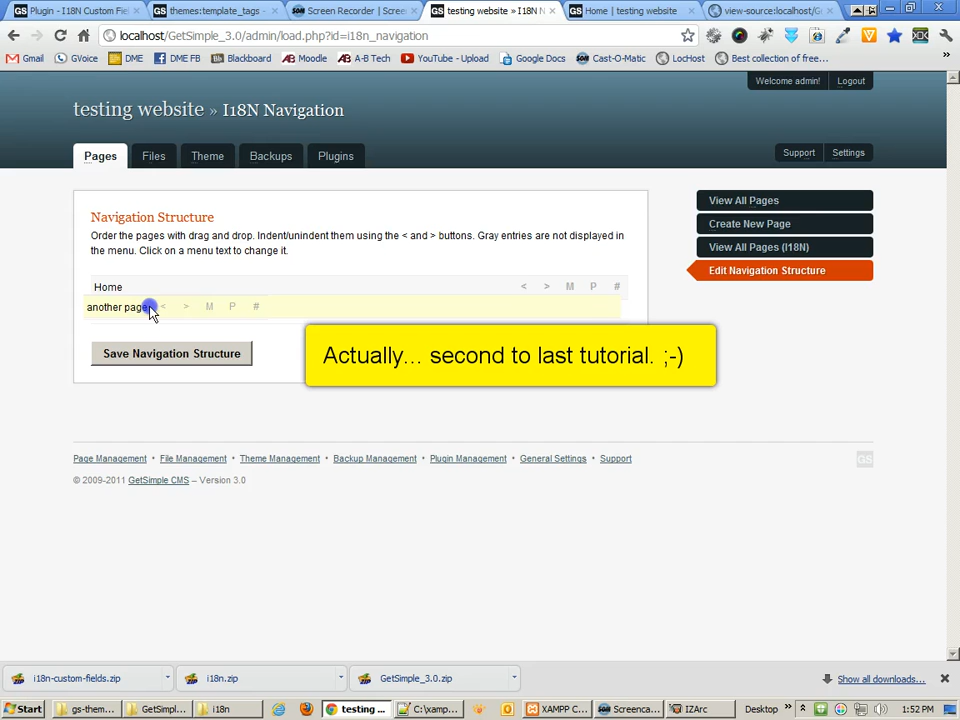 Plugin - I18N Custom Field
themes:template_tags -
Screen Recorder | Screen
testing website » I18N N
Home | testing website
view-source:localhost/G
localhost/GetSimple_3.0/admin/load.php?id=i18n_navigation
Gmail
GVoice
DME
DME FB
Blackboard
Moodle
A-B Tech
YouTube - Upload
Google Docs
Cast-O-Matic
LocHost
Best collection of free...
Welcome admin!
Logout
testing website » I18N Navigation
Pages
Files
Theme
Backups
Plugins
Support
Settings
Navigation Structure
Order the pages with drag and drop. Indent/unindent them using the < and > buttons. Gray entries are not displayed in
the menu. Click on a menu text to change it.
Home < > M P #
another page < > M P #
Save Navigation Structure
View All Pages
Create New Page
View All Pages (I18N)
Edit Navigation Structure
Actually... second to last tutorial. ;-)
Page Management • File Management • Theme Management • Backup Management • Plugin Management • General Settings • Support
© 2009-2011 GetSimple CMS – Version 3.0
GS
i18n-custom-fields.zip
i18n.zip
GetSimple_3.0.zip
Show all downloads...
Start
gs-them...
GetSimpl...
i18n
testing ...
C:\xamp...
XAMPP C...
Screenca...
IZArc
Desktop
1:52 PM